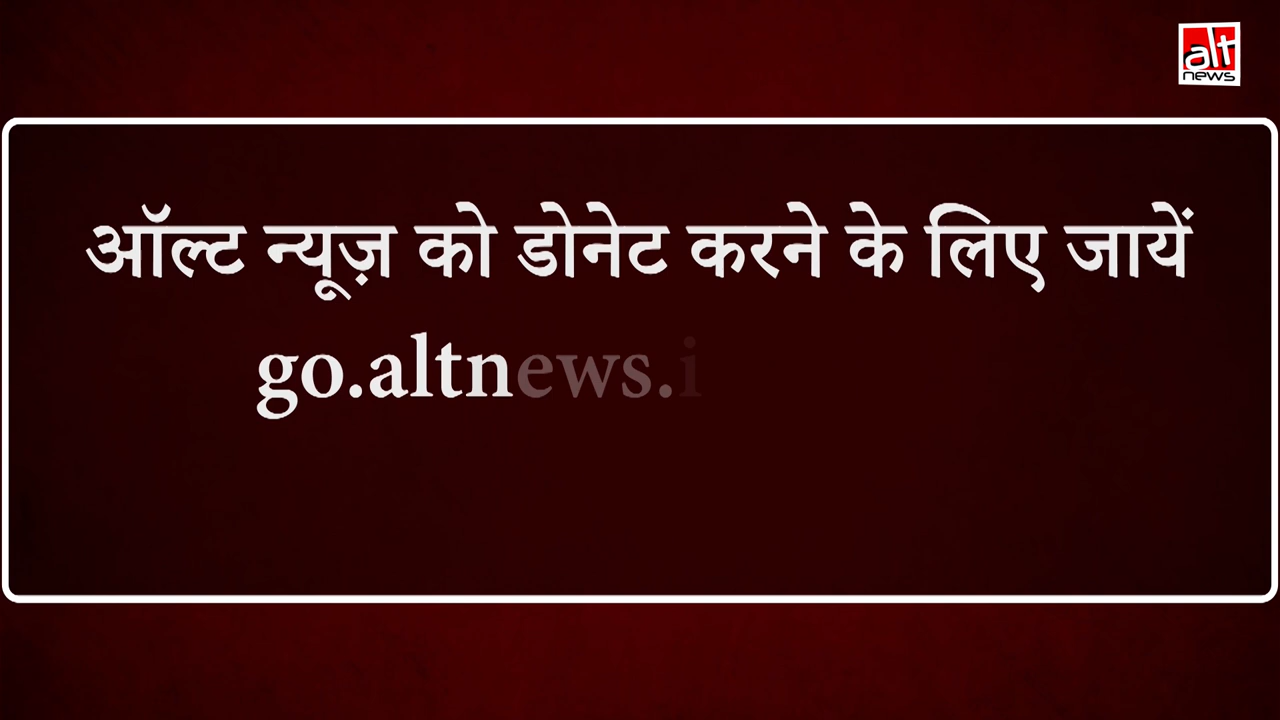 alt
news
ऑल्ट न्यूज़ को डोनेट करने के लिए जायें
go.altnews.i